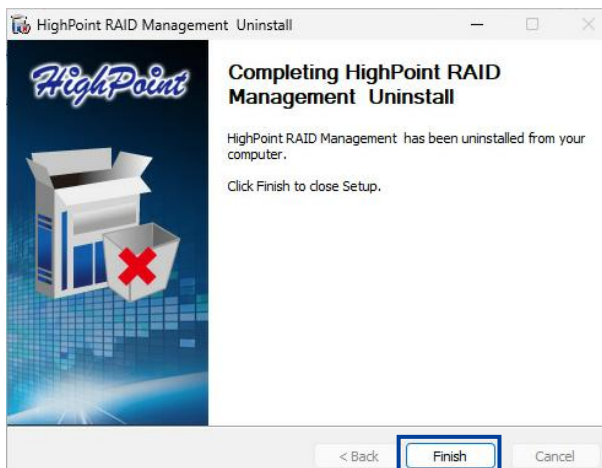 HighPoint RAID Management Uninstall
HighPoint
Completing HighPoint RAID
Management Uninstall
HighPoint RAID Management has been uninstalled from your
computer.
Click Finish to close Setup.
< Back
Finish
Cancel